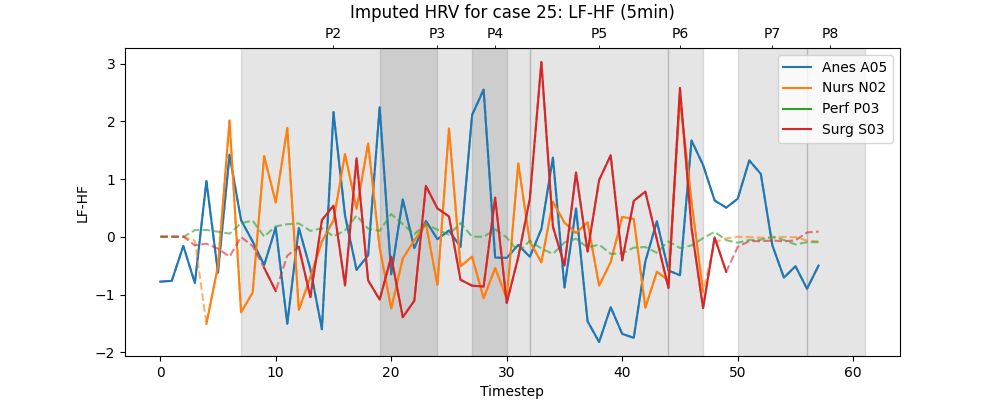 Imputed HRV for case 25: LF-HF (5min)
P2 P3 P4 P5 P6 P7 P8
3
2
1
0
−1
−2
LF-HF
Anes A05
Nurs N02
Perf P03
Surg S03
0 10 20 30 40 50 60
Timestep